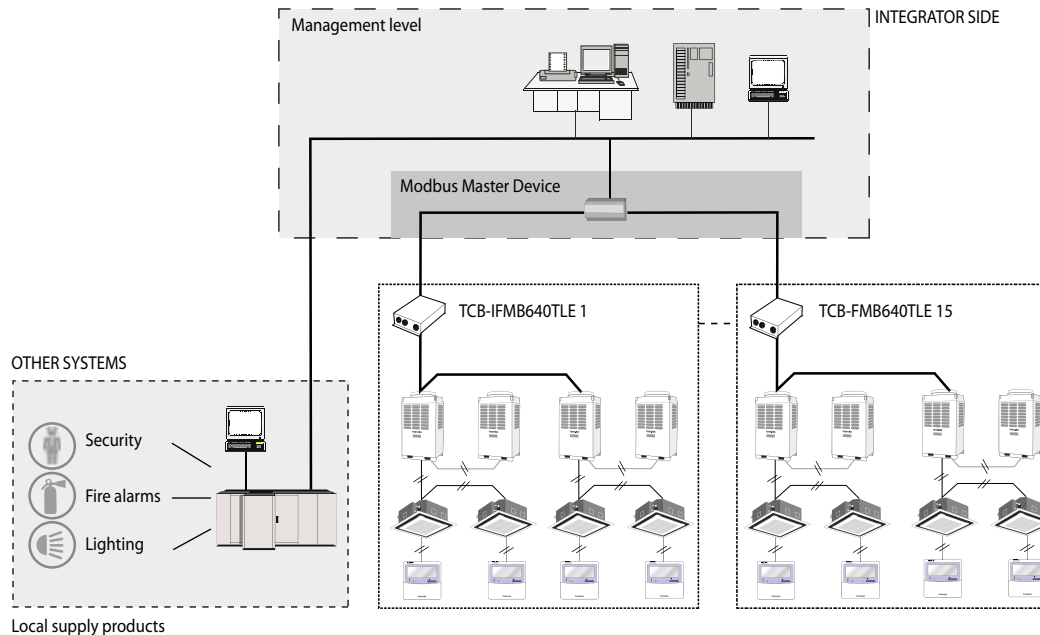 Management level
INTEGRATOR SIDE
Modbus Master Device
TCB-IFMB640TLE 1
TCB-FMB640TLE 15
OTHER SYSTEMS
Security
Fire alarms
Lighting
Local supply products